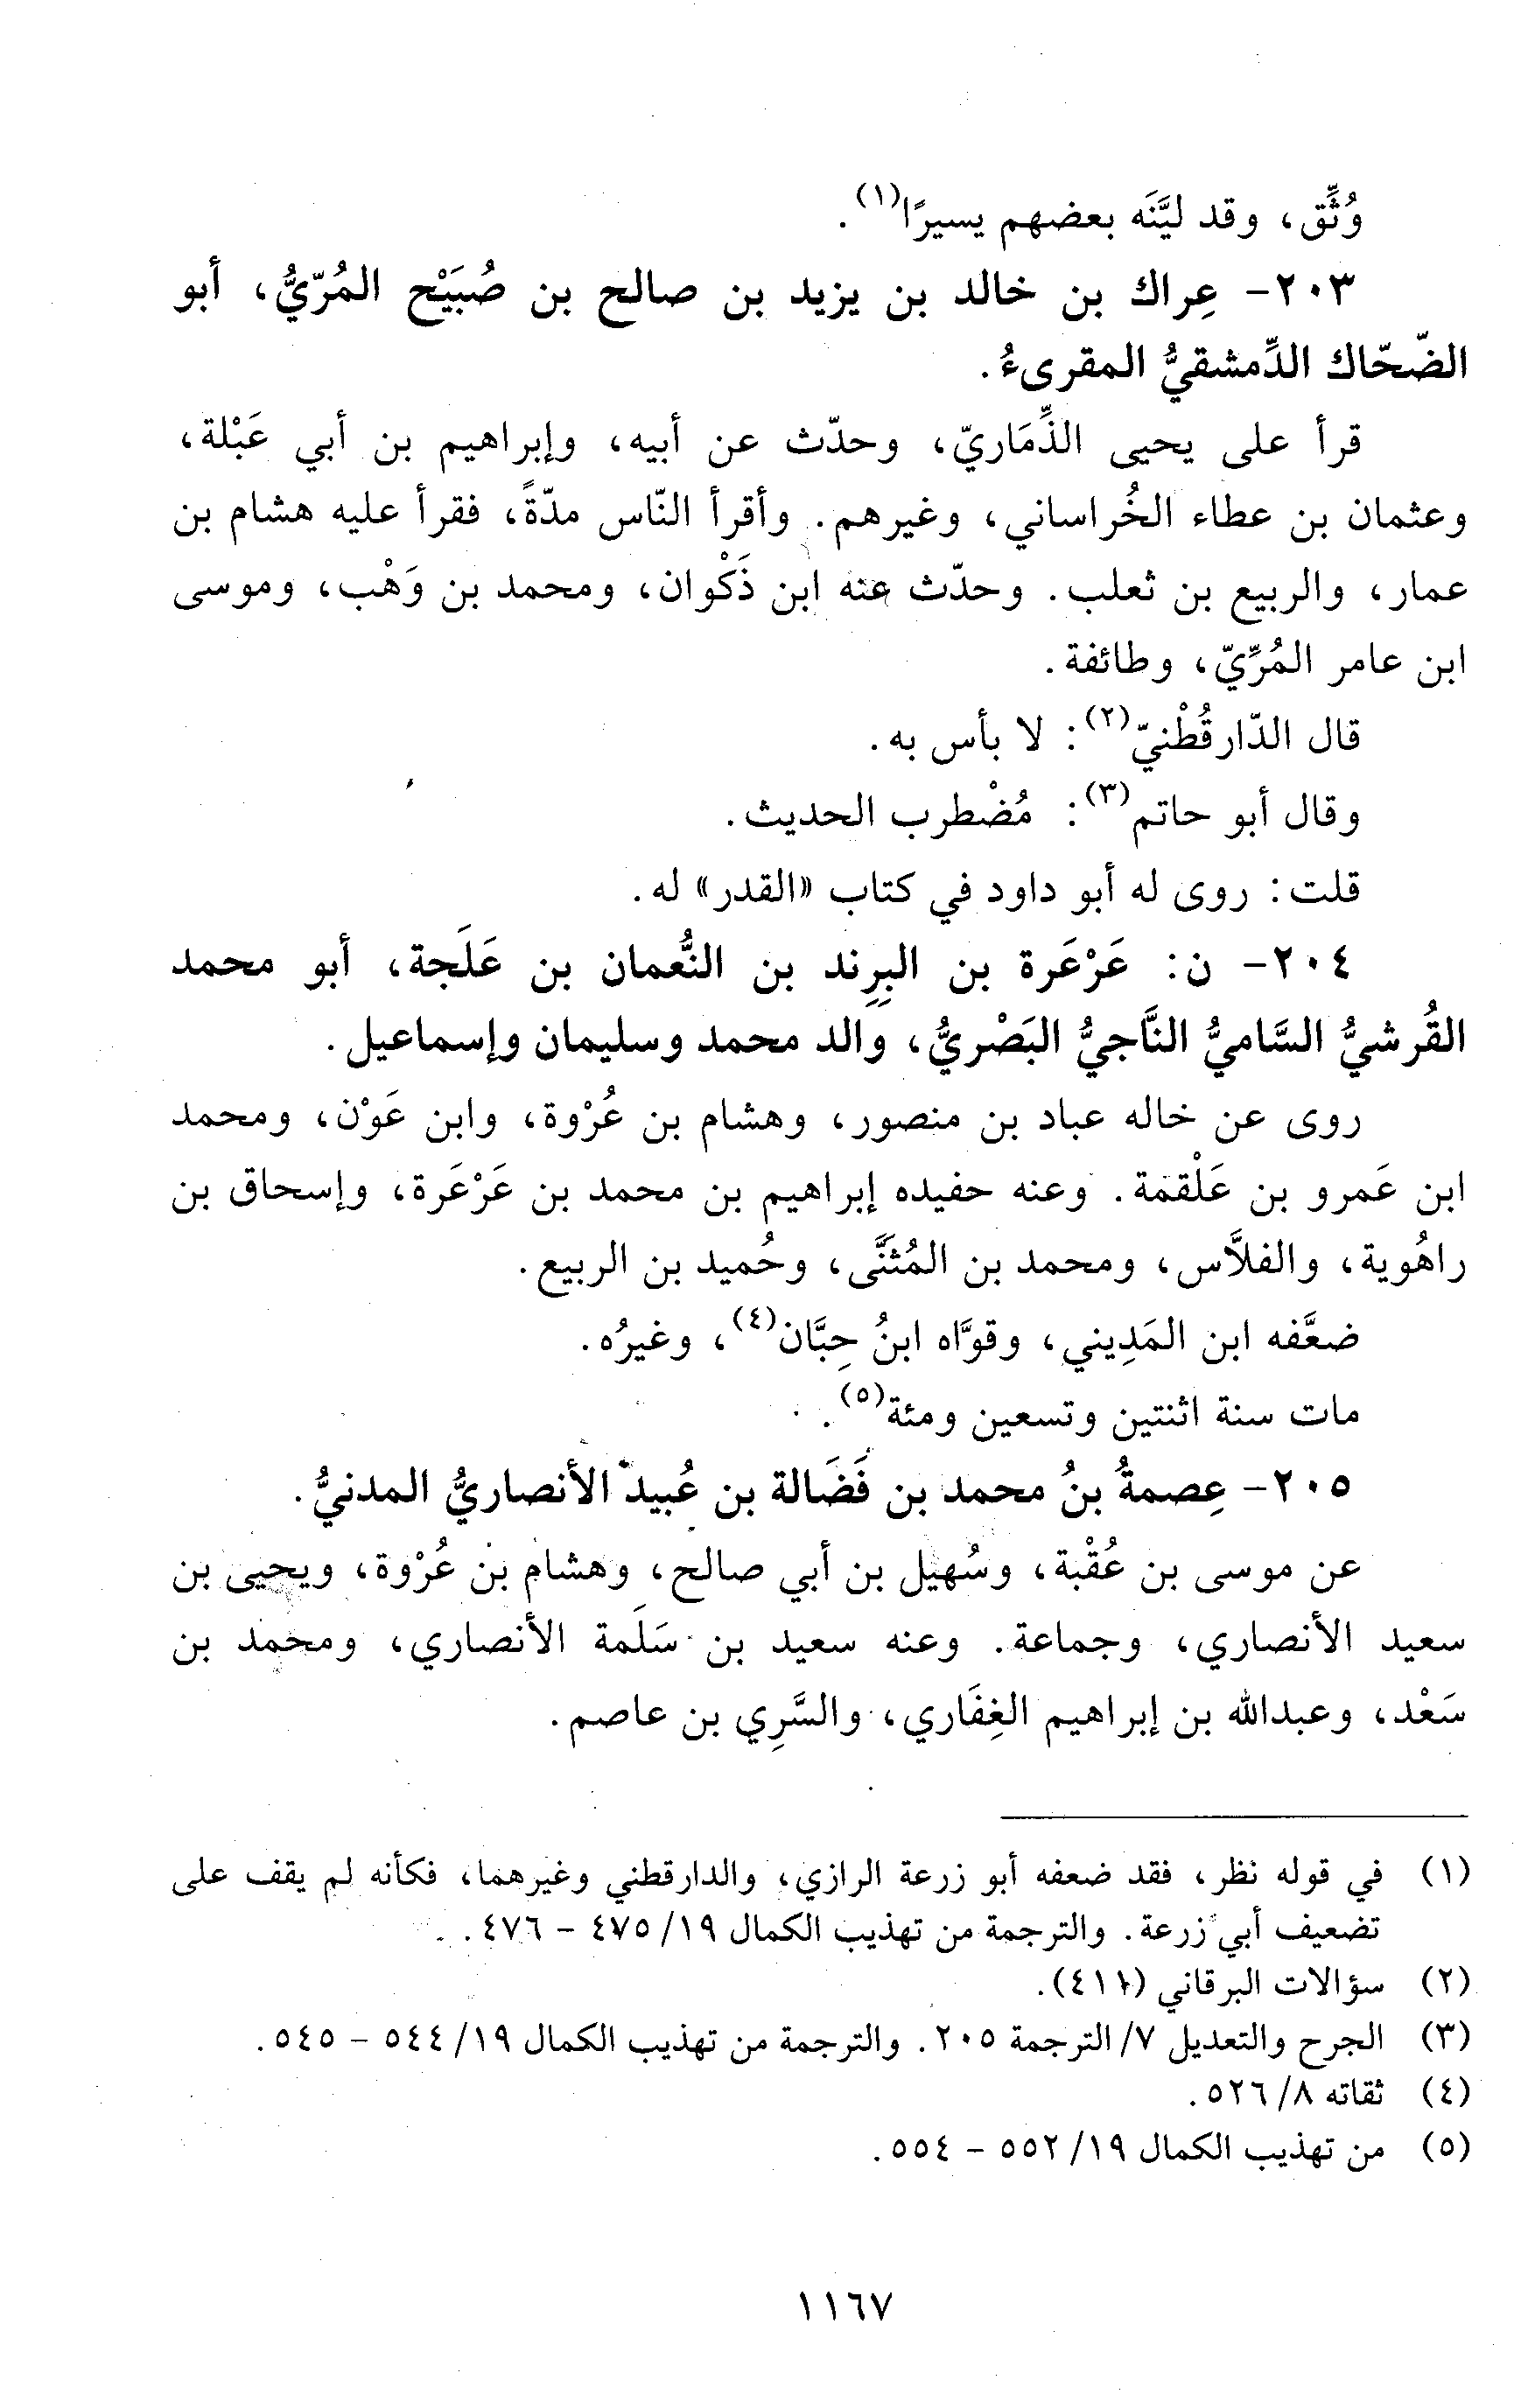 وُثِّق، وقد ليَّنَه بعضهم يسيرًا(١).
٢٠٣- عِراك بن خالد بن يزيد بن صالح بن صُبَيْح المُرّيُّ، أبو
الضّحّاك الدِّمشقيُّ المقرىءُ.
قرأ على يحيى الذِّمَاريّ، وحدّث عن أبيه، وإبراهيم بن أبي عَبْلة،
وعثمان بن عطاء الخُراساني، وغيرهم. وأقرأ النّاس مدّةً، فقرأ عليه هشام بن
عمار، والربيع بن ثعلب. وحدّث عنه ابن ذَكْوان، ومحمد بن وَهْب، وموسى
ابن عامر المُرِّيّ، وطائفة.
قال الدّارقُطْنيّ(٢): لا بأس به.
وقال أبو حاتم(٣): مُضْطرب الحديث.
قلت: روى له أبو داود في كتاب «القدر» له.
٢٠٤- ن: عَرْعَرة بن البِرِند بن النُّعمان بن عَلَجة، أبو محمد
القُرشيُّ السَّاميُّ النَّاجيُّ البَصْريُّ، والد محمد وسليمان وإسماعيل.
روى عن خاله عباد بن منصور، وهشام بن عُرْوة، وابن عَوْن، ومحمد
ابن عَمرو بن عَلْقمة. وعنه حفيده إبراهيم بن محمد بن عَرْعَرة، وإسحاق بن
راهُوية، والفلاَّس، ومحمد بن المُثنَّى، وحُميد بن الربيع.
ضعَّفه ابن المَدِيني، وقوَّاه ابنُ حِبَّان(٤)، وغيرُه.
مات سنة اثنتين وتسعين ومئة(٥).
٢٠٥- عِصمةُ بنُ محمد بن فَضَالة بن عُبيد الأنصاريُّ المدنيُّ.
عن موسى بن عُقْبة، وسُهيل بن أبي صالح، وهشام بن عُرْوة، ويحيى بن
سعيد الأنصاري، وجماعة. وعنه سعيد بن سَلَمة الأنصاري، ومحمد بن
سَعْد، وعبدالله بن إبراهيم الغِفَاري، والسَّرِي بن عاصم.
(١) في قوله نظر، فقد ضعفه أبو زرعة الرازي، والدارقطني وغيرهما، فكأنه لم يقف على
تضعيف أبي زرعة. والترجمة من تهذيب الكمال ١٩/ ٤٧٥ - ٤٧٦.
(٢) سؤالات البرقاني (٤١١).
(٣) الجرح والتعديل ٧/ الترجمة ٢٠٥. والترجمة من تهذيب الكمال ١٩/ ٥٤٤ - ٥٤٥.
(٤) ثقاته ٨/ ٥٢٦.
(٥) من تهذيب الكمال ١٩/ ٥٥٢ - ٥٥٤.
١١٦٧